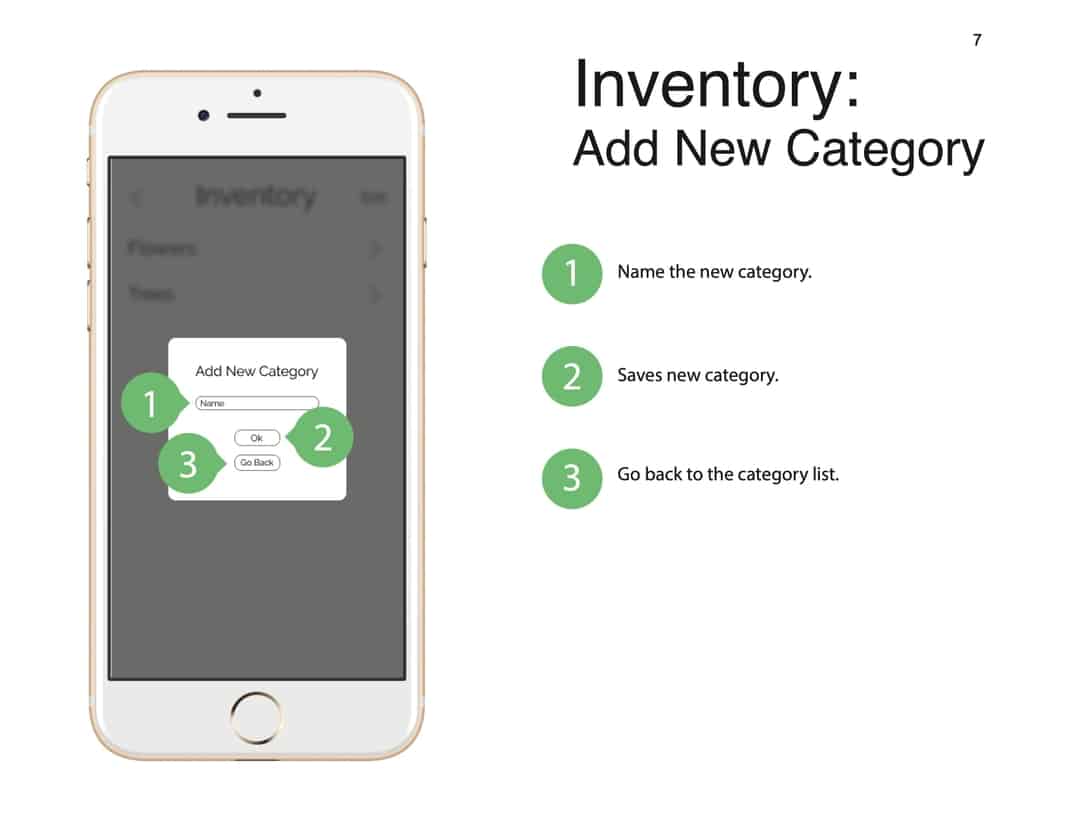 7
Inventory:
Add New Category
Inventory
Edit
Flowers
Trees
Add New Category
1
Name
Ok
2
3
Go Back
1 Name the new category.
2 Saves new category.
3 Go back to the category list.